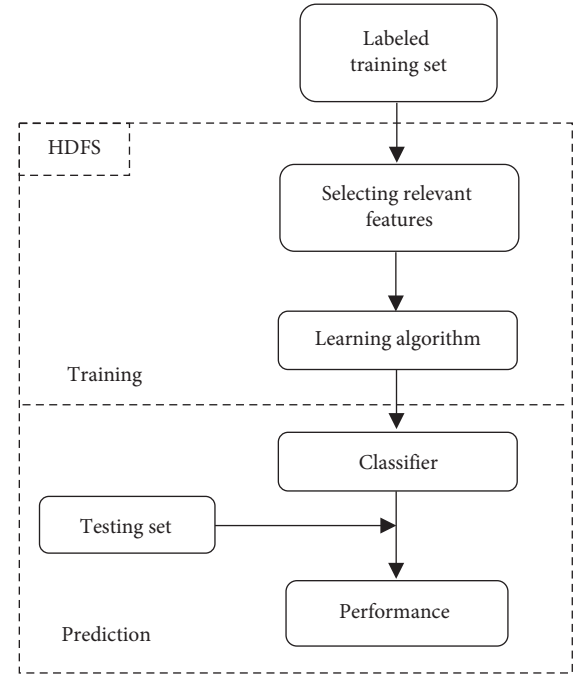 Labeled
training set
HDFS
Selecting relevant
features
Learning algorithm
Training
Classifier
Testing set
Performance
Prediction